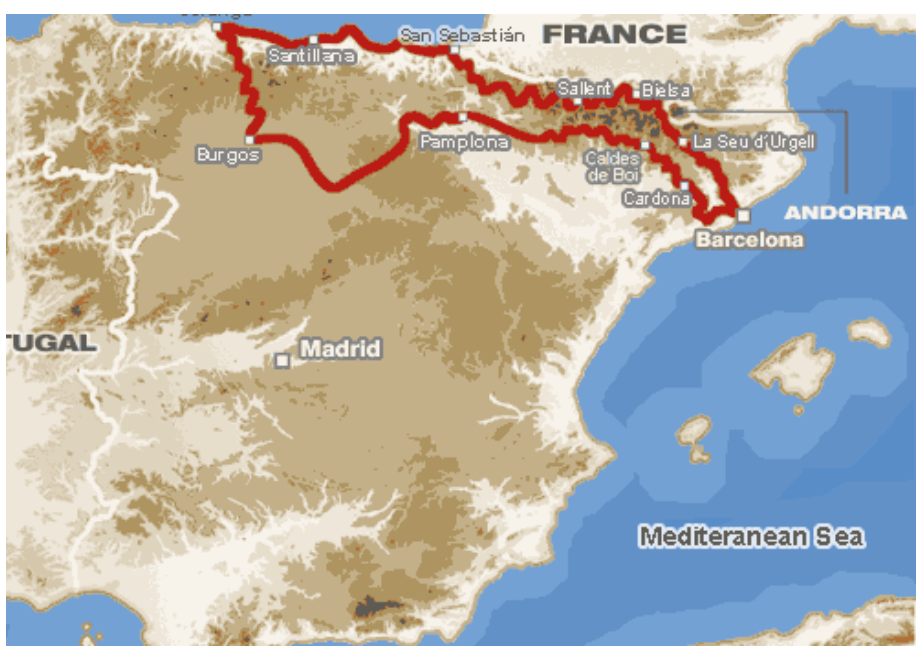 FRANCE
San Sebastián
Santillana
Sallent
Bielsa
Pamplona
La Seu d'Urgell
Burgos
Caldes
de Boi
Cardona
ANDORRA
Barcelona
TUGAL
Madrid
Mediteranean Sea